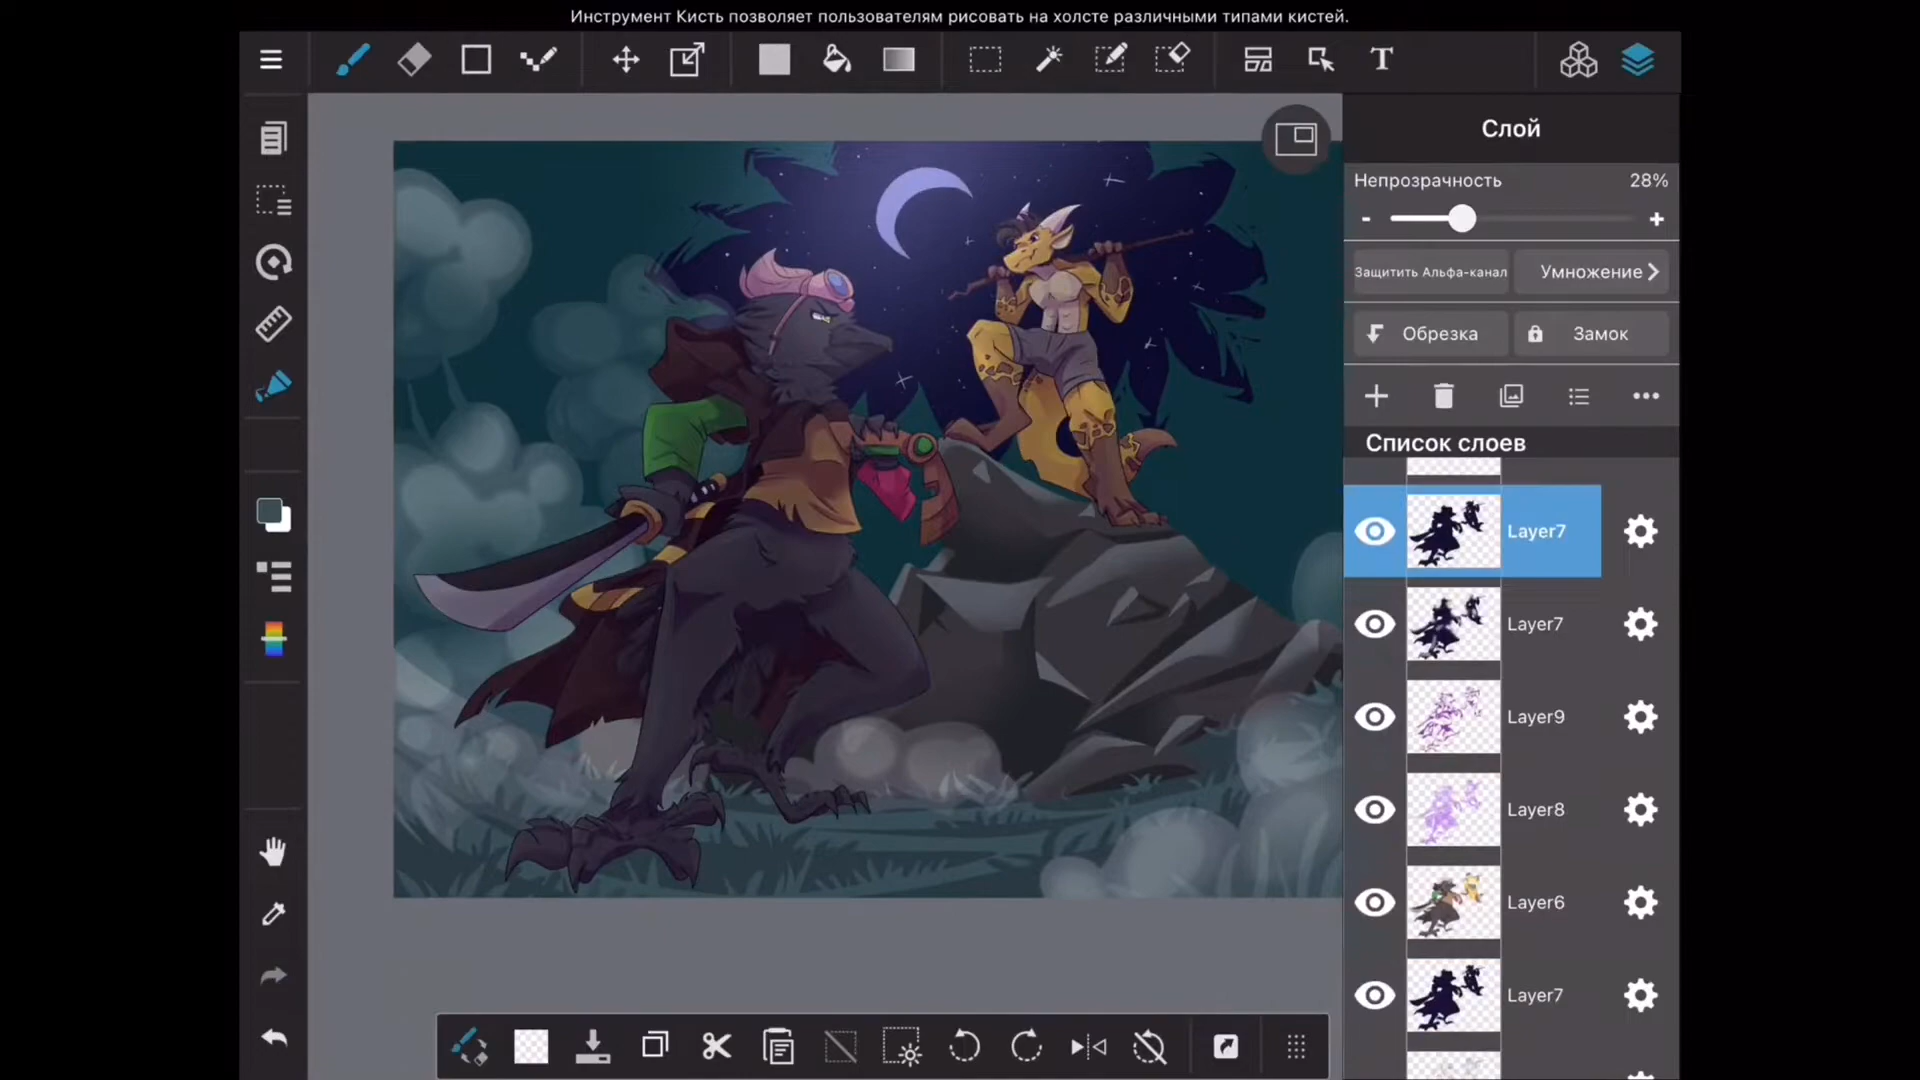 Инструмент Кисть позволяет пользователям рисовать на холсте различными типами кистей.
T
Слой
Непрозрачность 28%
- +
Защитить Альфа-канал Умножение
Обрезка Замок
Список слоев
Layer7
Layer7
Layer9
Layer8
Layer6
Layer7